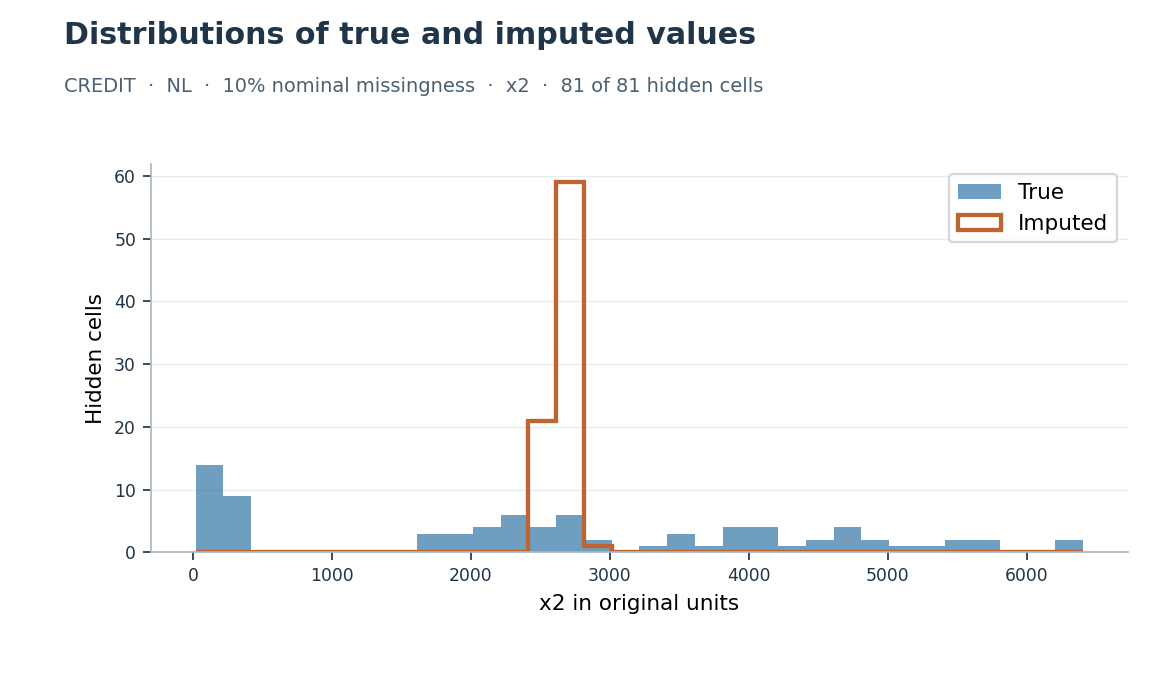 Distributions of true and imputed values
CREDIT · NL · 10% nominal missingness · x2 · 81 of 81 hidden cells
True
Imputed
Hidden cells
60
50
40
30
20
10
0
0 1000 2000 3000 4000 5000 6000
x2 in original units